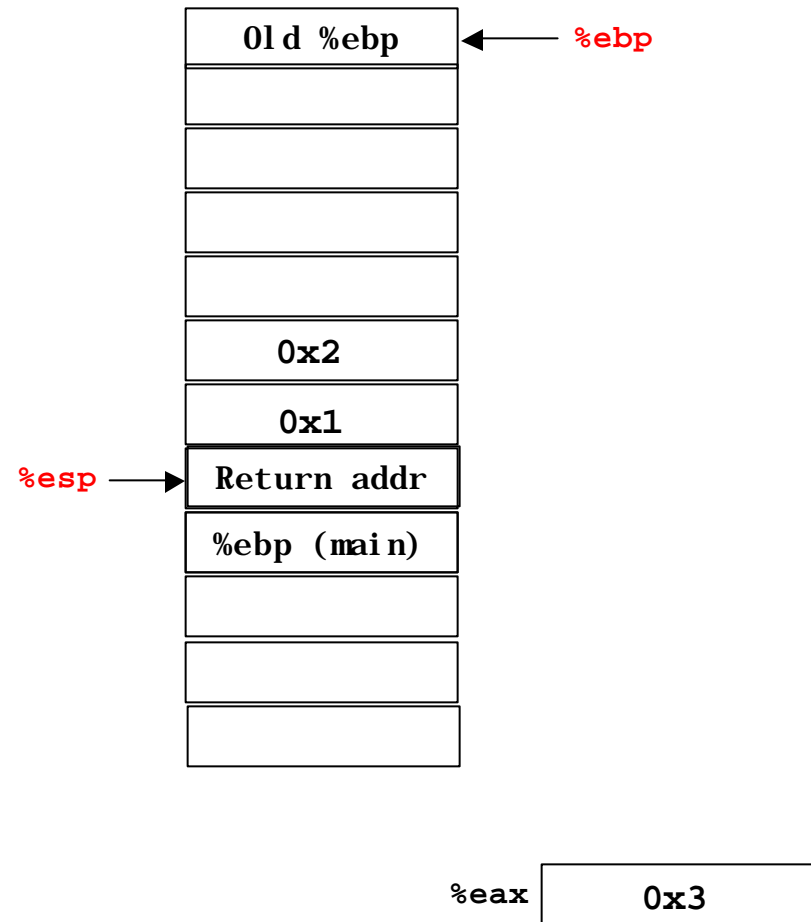 Old %ebp
%ebp
0x2
0x1
%esp
Return addr
%ebp (main)
%eax
0x3